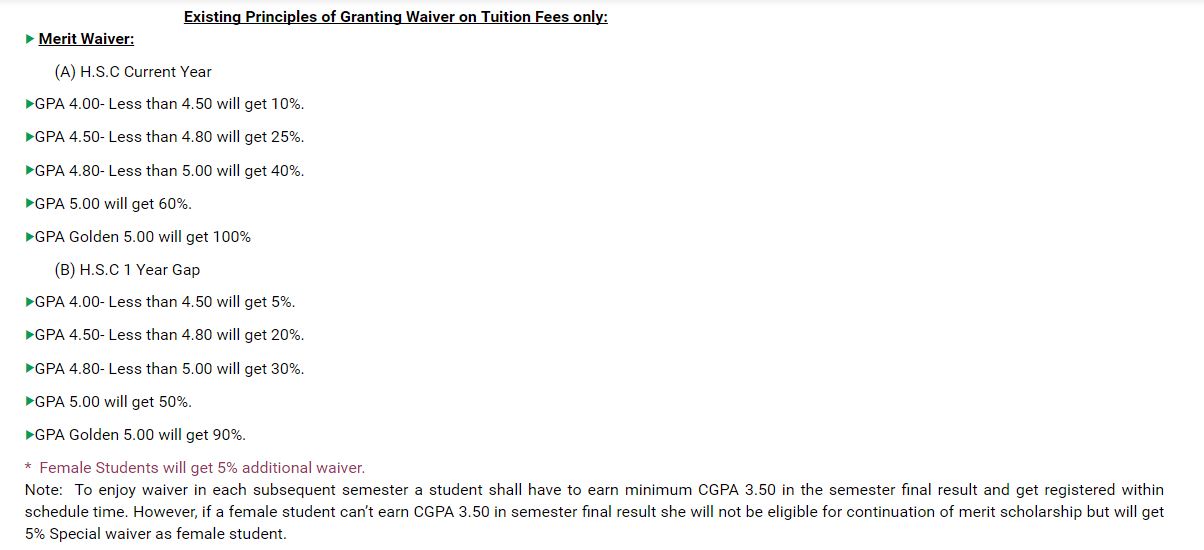 Existing Principles of Granting Waiver on Tuition Fees only:
▶ Merit Waiver:
(A) H.S.C Current Year
▶GPA 4.00- Less than 4.50 will get 10%.
▶GPA 4.50- Less than 4.80 will get 25%.
▶GPA 4.80- Less than 5.00 will get 40%.
▶GPA 5.00 will get 60%.
▶GPA Golden 5.00 will get 100%
(B) H.S.C 1 Year Gap
▶GPA 4.00- Less than 4.50 will get 5%.
▶GPA 4.50- Less than 4.80 will get 20%.
▶GPA 4.80- Less than 5.00 will get 30%.
▶GPA 5.00 will get 50%.
▶GPA Golden 5.00 will get 90%.
* Female Students will get 5% additional waiver.
Note: To enjoy waiver in each subsequent semester a student shall have to earn minimum CGPA 3.50 in the semester final result and get registered within
schedule time. However, if a female student can't earn CGPA 3.50 in semester final result she will not be eligible for continuation of merit scholarship but will get
5% Special waiver as female student.